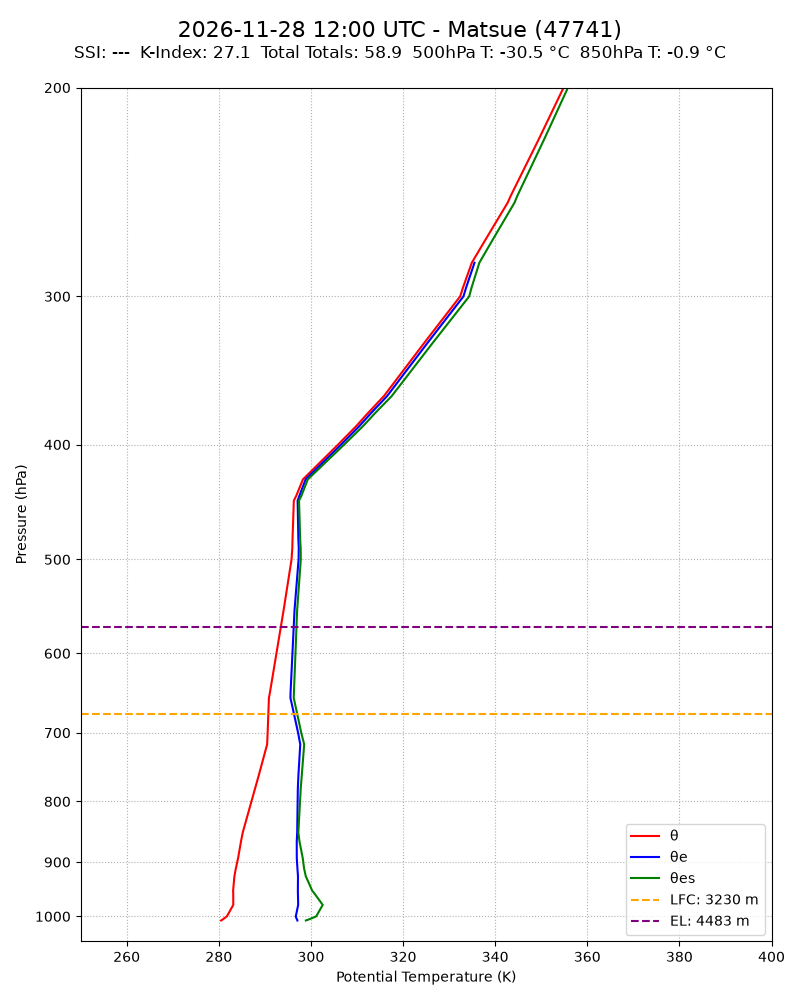 2026-11-28 12:00 UTC - Matsue (47741)
SSI: --- K-Index: 27.1 Total Totals: 58.9 500hPa T: -30.5 °C 850hPa T: -0.9 °C
200
300
400
500
600
700
800
900
1000
Pressure (hPa)
260
280
300
320
340
360
380
400
Potential Temperature (K)
θ
θe
θes
LFC: 3230 m
EL: 4483 m